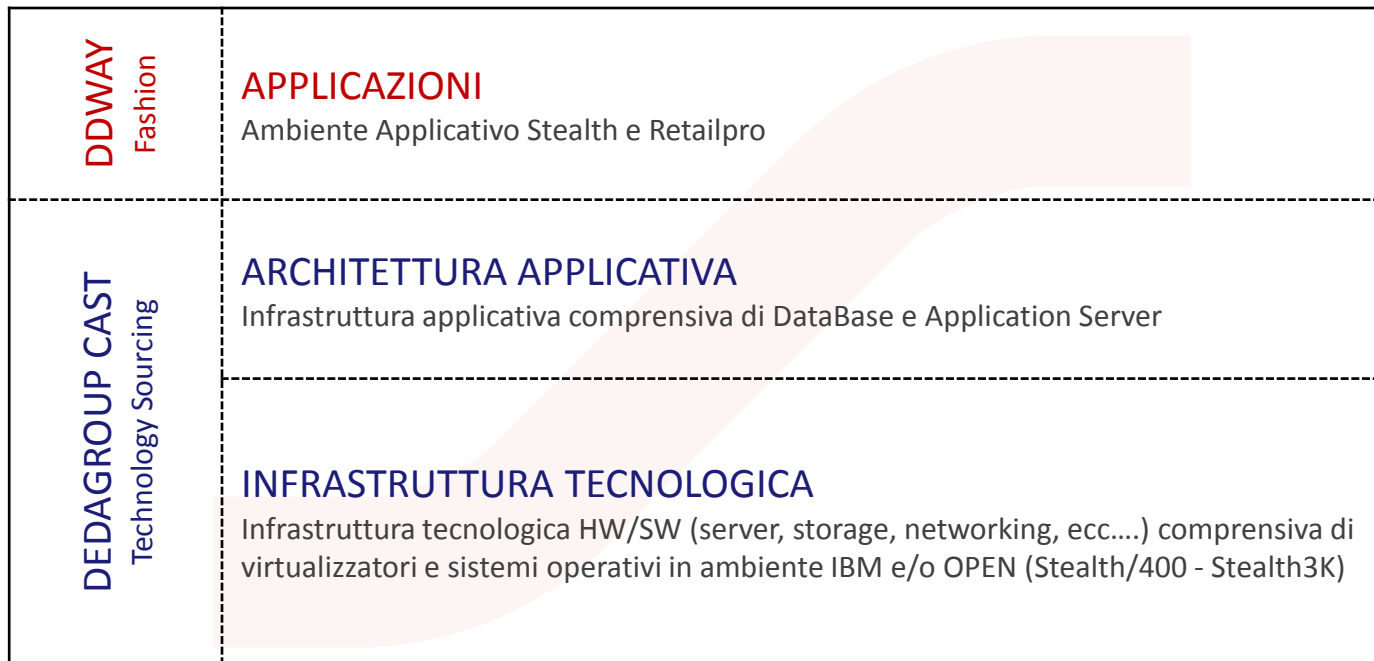 DDWAY
Fashion
APPLICAZIONI
Ambiente Applicativo Stealth e Retailpro
DEDAGROUP CAST
Technology Sourcing
ARCHITETTURA APPLICATIVA
Infrastruttura applicativa comprensiva di DataBase e Application Server
INFRASTRUTTURA TECNOLOGICA
Infrastruttura tecnologica HW/SW (server, storage, networking, ecc….) comprensiva di
virtualizzatori e sistemi operativi in ambiente IBM e/o OPEN (Stealth/400 - Stealth3K)